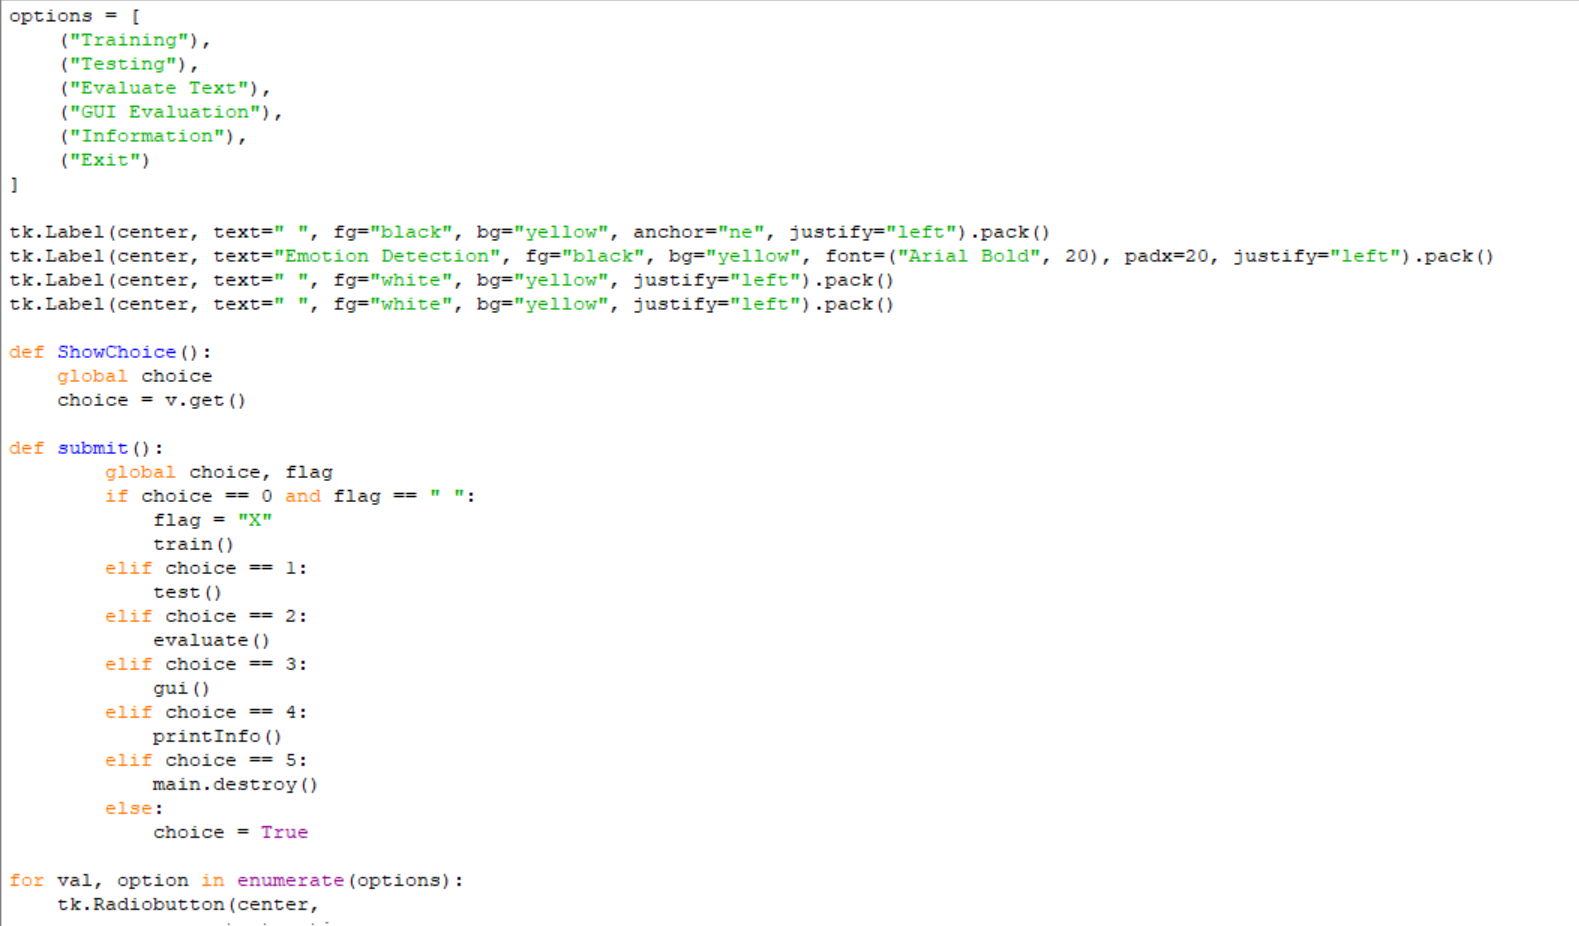 options = [
    ("Training"),
    ("Testing"),
    ("Evaluate Text"),
    ("GUI Evaluation"),
    ("Information"),
    ("Exit")
]

tk.Label(center, text=" ", fg="black", bg="yellow", anchor="ne", justify="left").pack()
tk.Label(center, text="Emotion Detection", fg="black", bg="yellow", font=("Arial Bold", 20), padx=20, justify="left").pack()
tk.Label(center, text=" ", fg="white", bg="yellow", justify="left").pack()
tk.Label(center, text=" ", fg="white", bg="yellow", justify="left").pack()

def ShowChoice():
    global choice
    choice = v.get()

def submit():
        global choice, flag
        if choice == 0 and flag == " ":
            flag = "X"
            train()
        elif choice == 1:
            test()
        elif choice == 2:
            evaluate()
        elif choice == 3:
            gui()
        elif choice == 4:
            printInfo()
        elif choice == 5:
            main.destroy()
        else:
            choice = True

for val, option in enumerate(options):
    tk.Radiobutton(center,